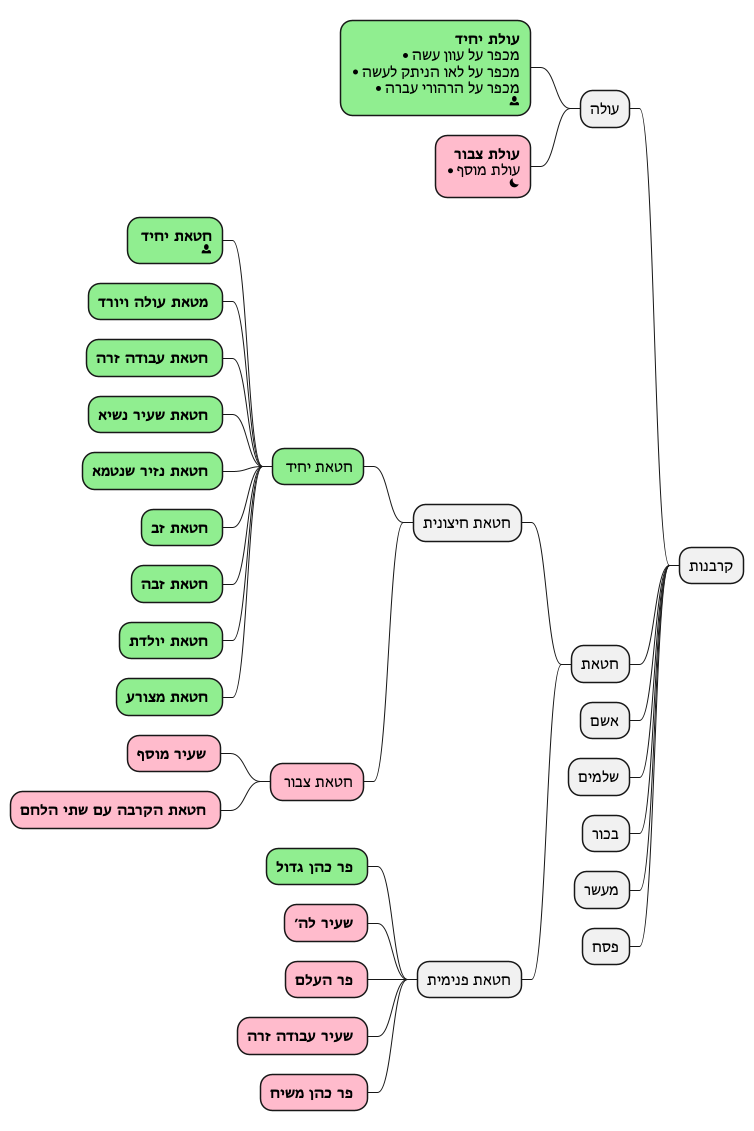 קרבנות
עולה
עולת יחיד
• מכפר על עוון עשה
• מכפר על לאו הניתק לעשה
• מכפר על הרהורי עברה
עולת צבור
• עולת מוסף
חטאת
חטאת חיצונית
חטאת יחיד
חטאת יחיד
מטאת עולה ויורד
חטאת עבודה זרה
חטאת שעיר נשיא
חטאת נזיר שנטמא
חטאת זב
חטאת זבה
חטאת יולדת
חטאת מצורע
חטאת צבור
שעיר מוסף
חטאת הקרבה עם שתי הלחם
חטאת פנימית
פר כהן גדול
שעיר לה׳
פר העלם
שעיר עבודה זרה
פר כהן משיח
אשם
שלמים
בכור
מעשר
פסח